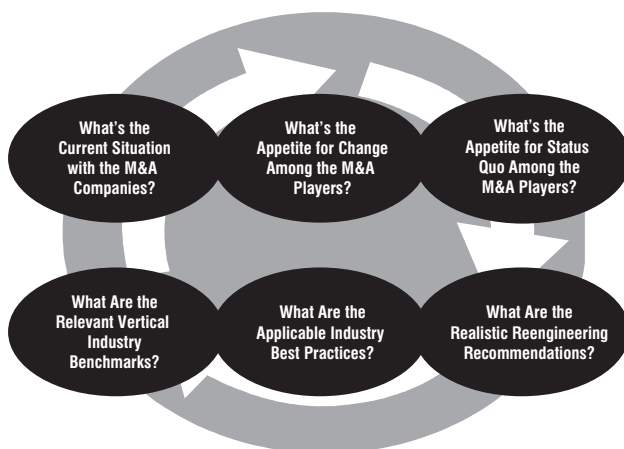 What's the
Current Situation
with the M&A
Companies?
What's the
Appetite for Change
Among the M&A
Players?
What's the
Appetite for Status
Quo Among the
M&A Players?
What Are the
Relevant Vertical
Industry
Benchmarks?
What Are the
Applicable Industry
Best Practices?
What Are the
Realistic Reengineering
Recommendations?